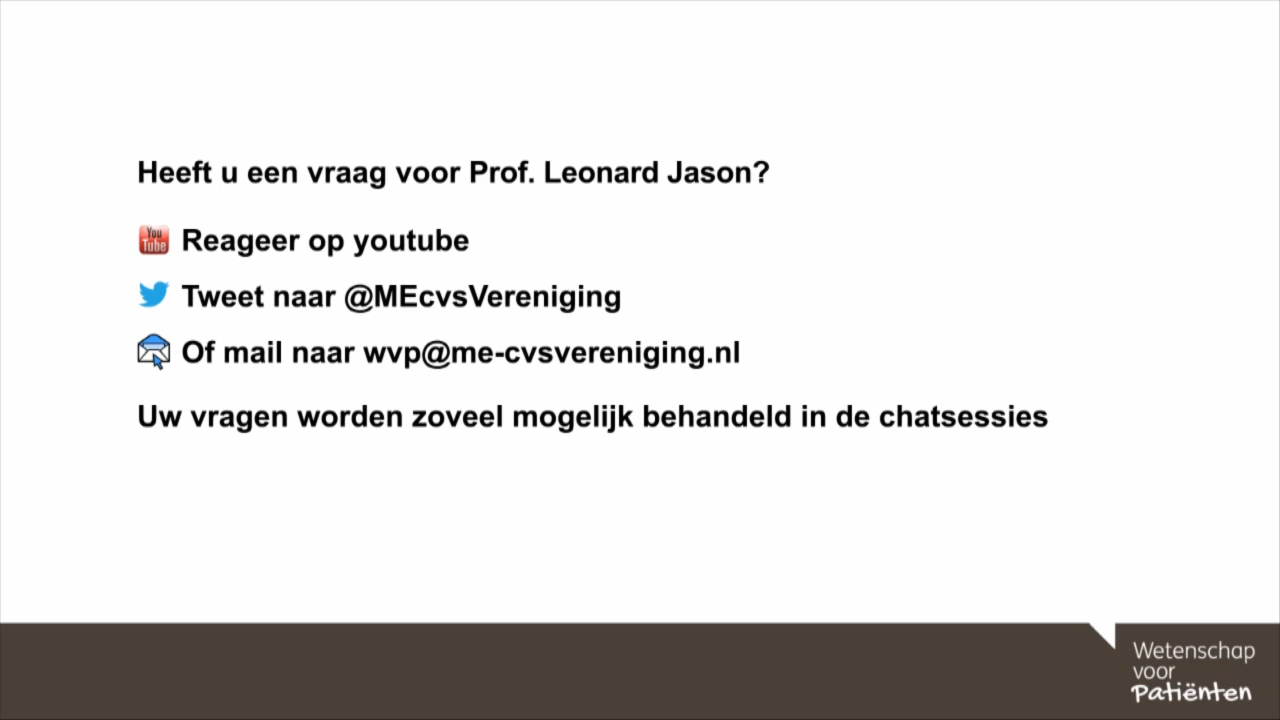 Heeft u een vraag voor Prof. Leonard Jason?
You
Tube
Reageer op youtube
Tweet naar @MEcvsVereniging
Of mail naar wvp@me-cvsvereniging.nl
Uw vragen worden zoveel mogelijk behandeld in de chatsessies
Wetenschap
voor
Patiënten